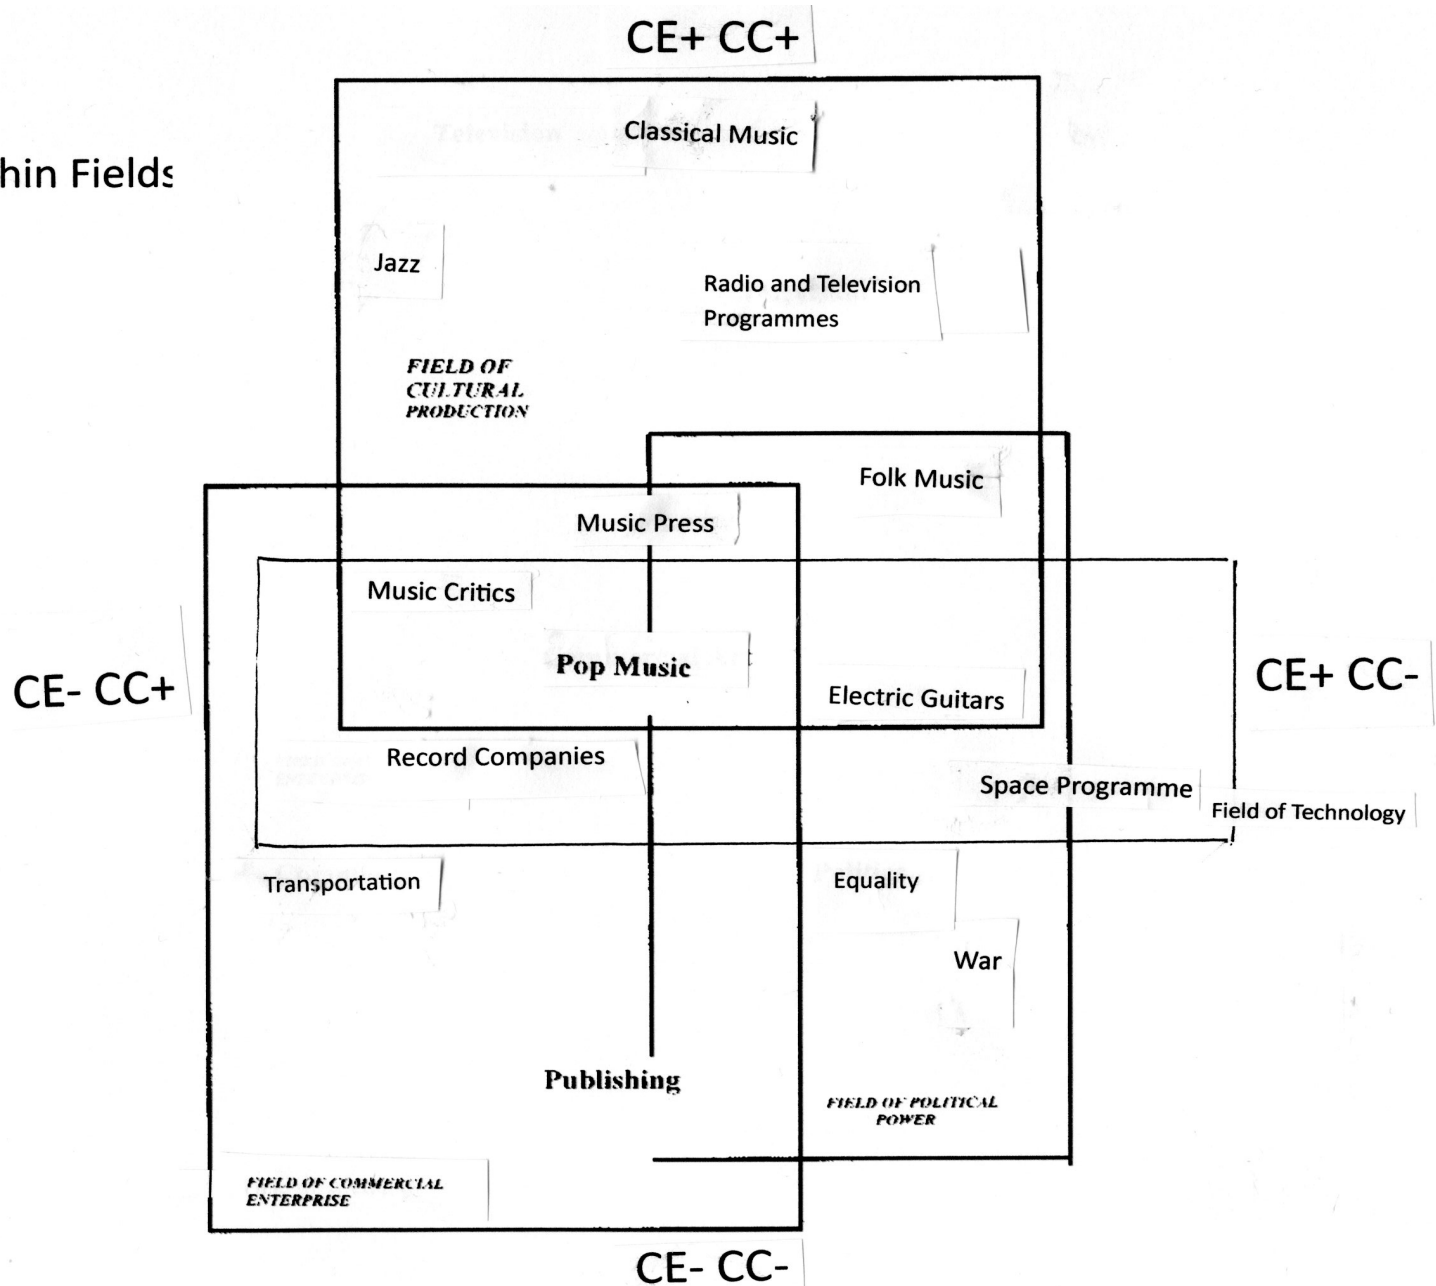 CE+ CC+
Classical Music
hin Fields
Jazz
Radio and Television
Programmes
FIELD OF
CULTURAL
PRODUCTION
Folk Music
Music Press
Music Critics
Pop Music
CE- CC+
CE+ CC-
Electric Guitars
Record Companies
Space Programme
Field of Technology
Transportation
Equality
War
Publishing
FIELD OF POLITICAL
POWER
FIELD OF COMMERCIAL
ENTERPRISE
CE- CC-